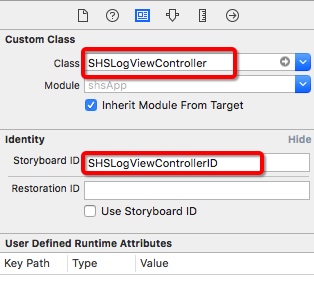 Custom Class
Class SHSLogViewController
Module shsApp
Inherit Module From Target
Identity Hide
Storyboard ID SHSLogViewControllerID
Restoration ID
Use Storyboard ID
User Defined Runtime Attributes
Key Path Type Value